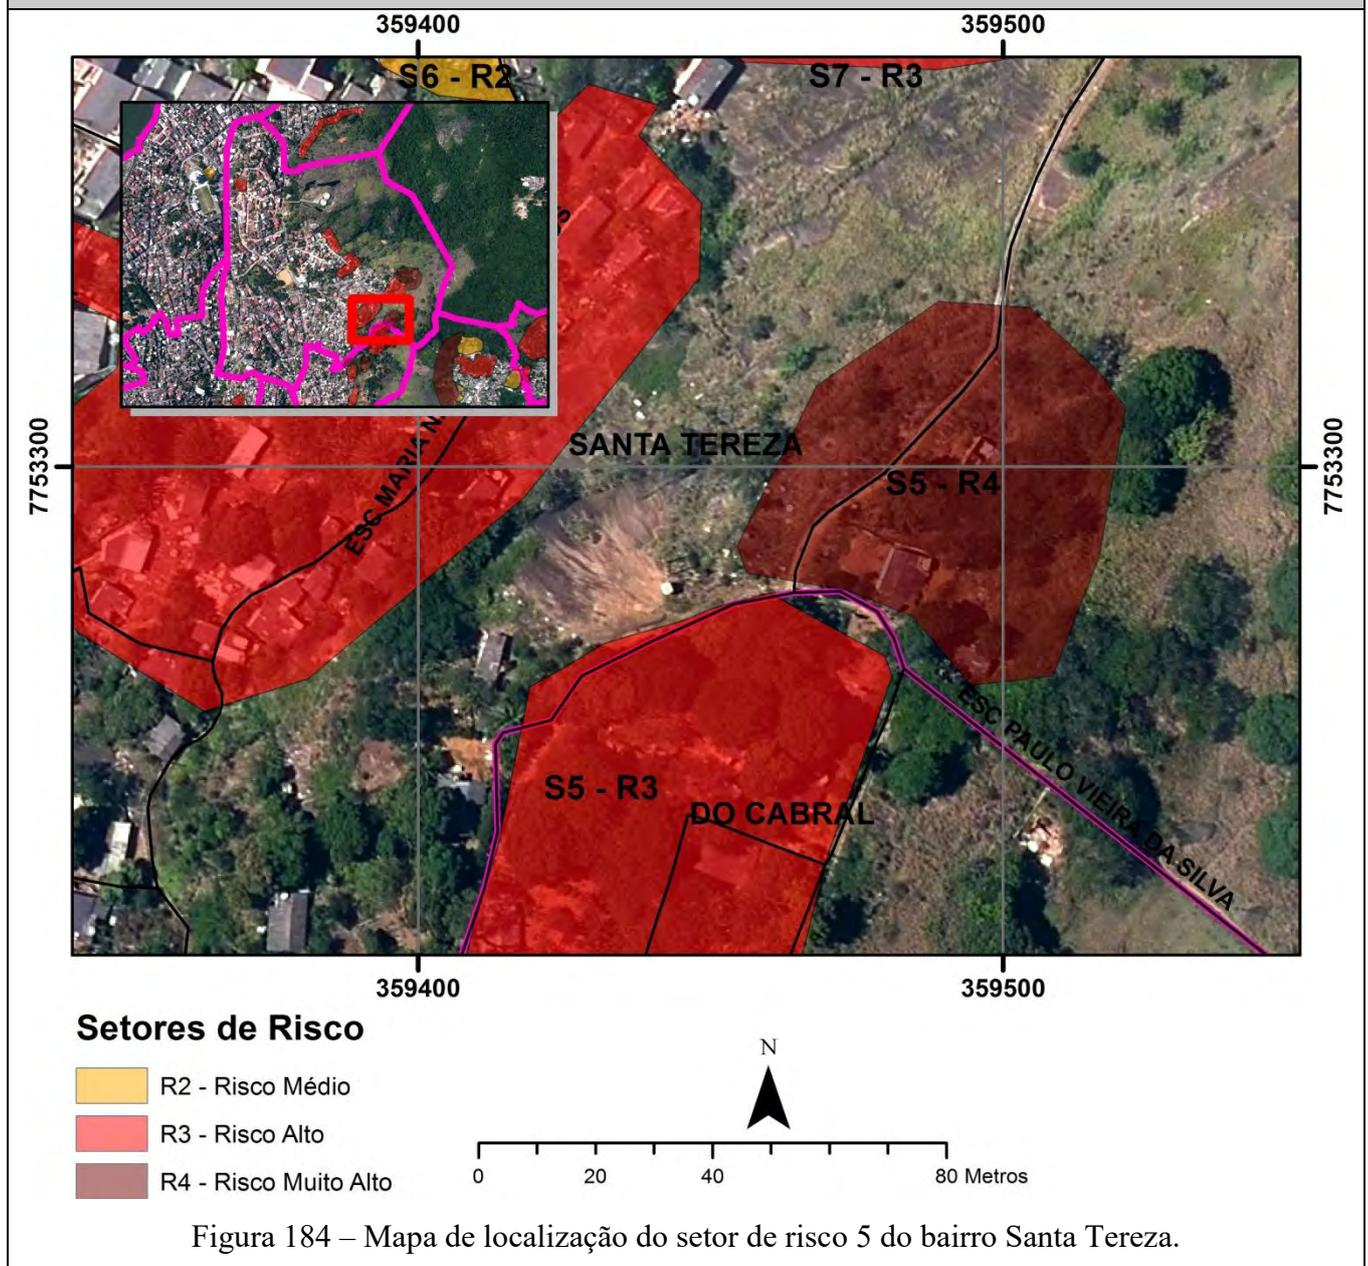 359400 359500
S6 - R2 S7 - R3
S
7753300 ESC MARIA N. SANTA TEREZA 7753300
S5 - R4
S5 - R3
DO CABRAL
ESC PAULO VIEIRA DA SILVA
359400 359500
Setores de Risco
N
R2 - Risco Médio
R3 - Risco Alto
R4 - Risco Muito Alto
0 20 40 80 Metros
Figura 184 – Mapa de localização do setor de risco 5 do bairro Santa Tereza.